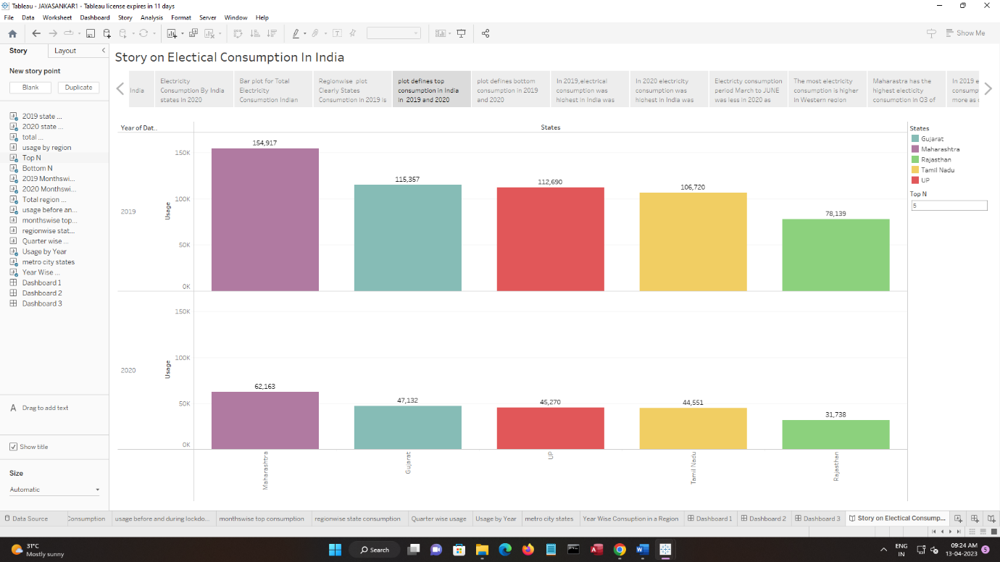 Tableau - JAYASANKAR1 - Tableau license expires in 11 days
File Data Worksheet Dashboard Story Analysis Format Server Window Help
Show Me
Story Layout
New story point
Blank Duplicate
2019 state ...
2020 state ...
total ...
usage by region
Top N
Bottom N
2019 Monthswi...
2020 Monthswi...
Total region ...
usage before an...
monthswise top...
regionwise stat...
Quarter wise ...
Usage by Year
metro city states
Year Wise ...
Dashboard 1
Dashboard 2
Dashboard 3
A Drag to add text
Show title
Size
Automatic
Story on Electical Consumption In India
India
Electricity
Consumption By India
states in 2020
Bar plot for Total
Electricity
Consumption Indian
Regionwise plot
Clearly States
Consumption in 2019 is
plot defines top
consumption in India
in 2019 and 2020
plot defines bottom
consumption in 2019
and 2020
In 2019,electrical
consumption was
highest in India was
In 2020 electricity
consumption was
highest in India was
Electricty consumption
period March to JUNE
was less in 2020 as
The most electricity
consumption is higher
in Western region
Maharastra has the
highest electicity
consumption in Q3 of
In 2019 e
consump
more as
Year of Dat..
States
2019
Usage
150K
100K
50K
0K
154,917
115,357
112,690
106,720
78,139
2020
Usage
150K
100K
50K
0K
62,163
47,132
45,270
44,551
31,738
Maharashtra
Gujarat
UP
Tamil Nadu
Rajasthan
States
Gujarat
Maharashtra
Rajasthan
Tamil Nadu
UP
Top N
5
Data Source Consumption usage before and during lockdo... monthswise top consumption regionwise state consumption Quarter wise usage Usage by Year metro city states Year Wise Consuption in a Region Dashboard 1 Dashboard 2 Dashboard 3 Story on Electical Consump...
31°C
Mostly sunny
Search
ENG
IN
09:24 AM
13-04-2023
5